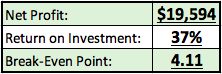 Net Profit: $19,594
Return on Investment: 37%
Break-Even Point: 4.11